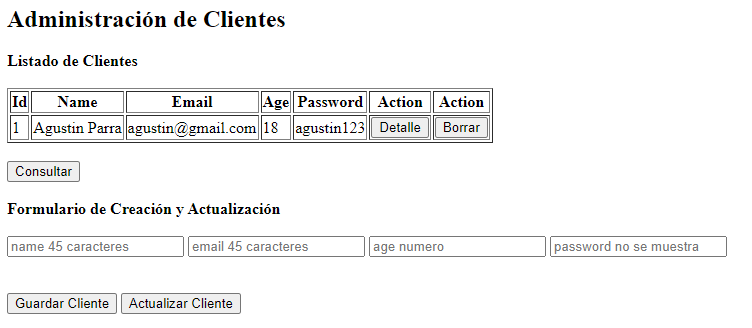 Administración de Clientes
Listado de Clientes
Id Name Email Age Password Action Action
1 Agustin Parra agustin@gmail.com 18 agustin123 Detalle Borrar
Consultar
Formulario de Creación y Actualización
name 45 caracteres email 45 caracteres age numero password no se muestra
Guardar Cliente Actualizar Cliente